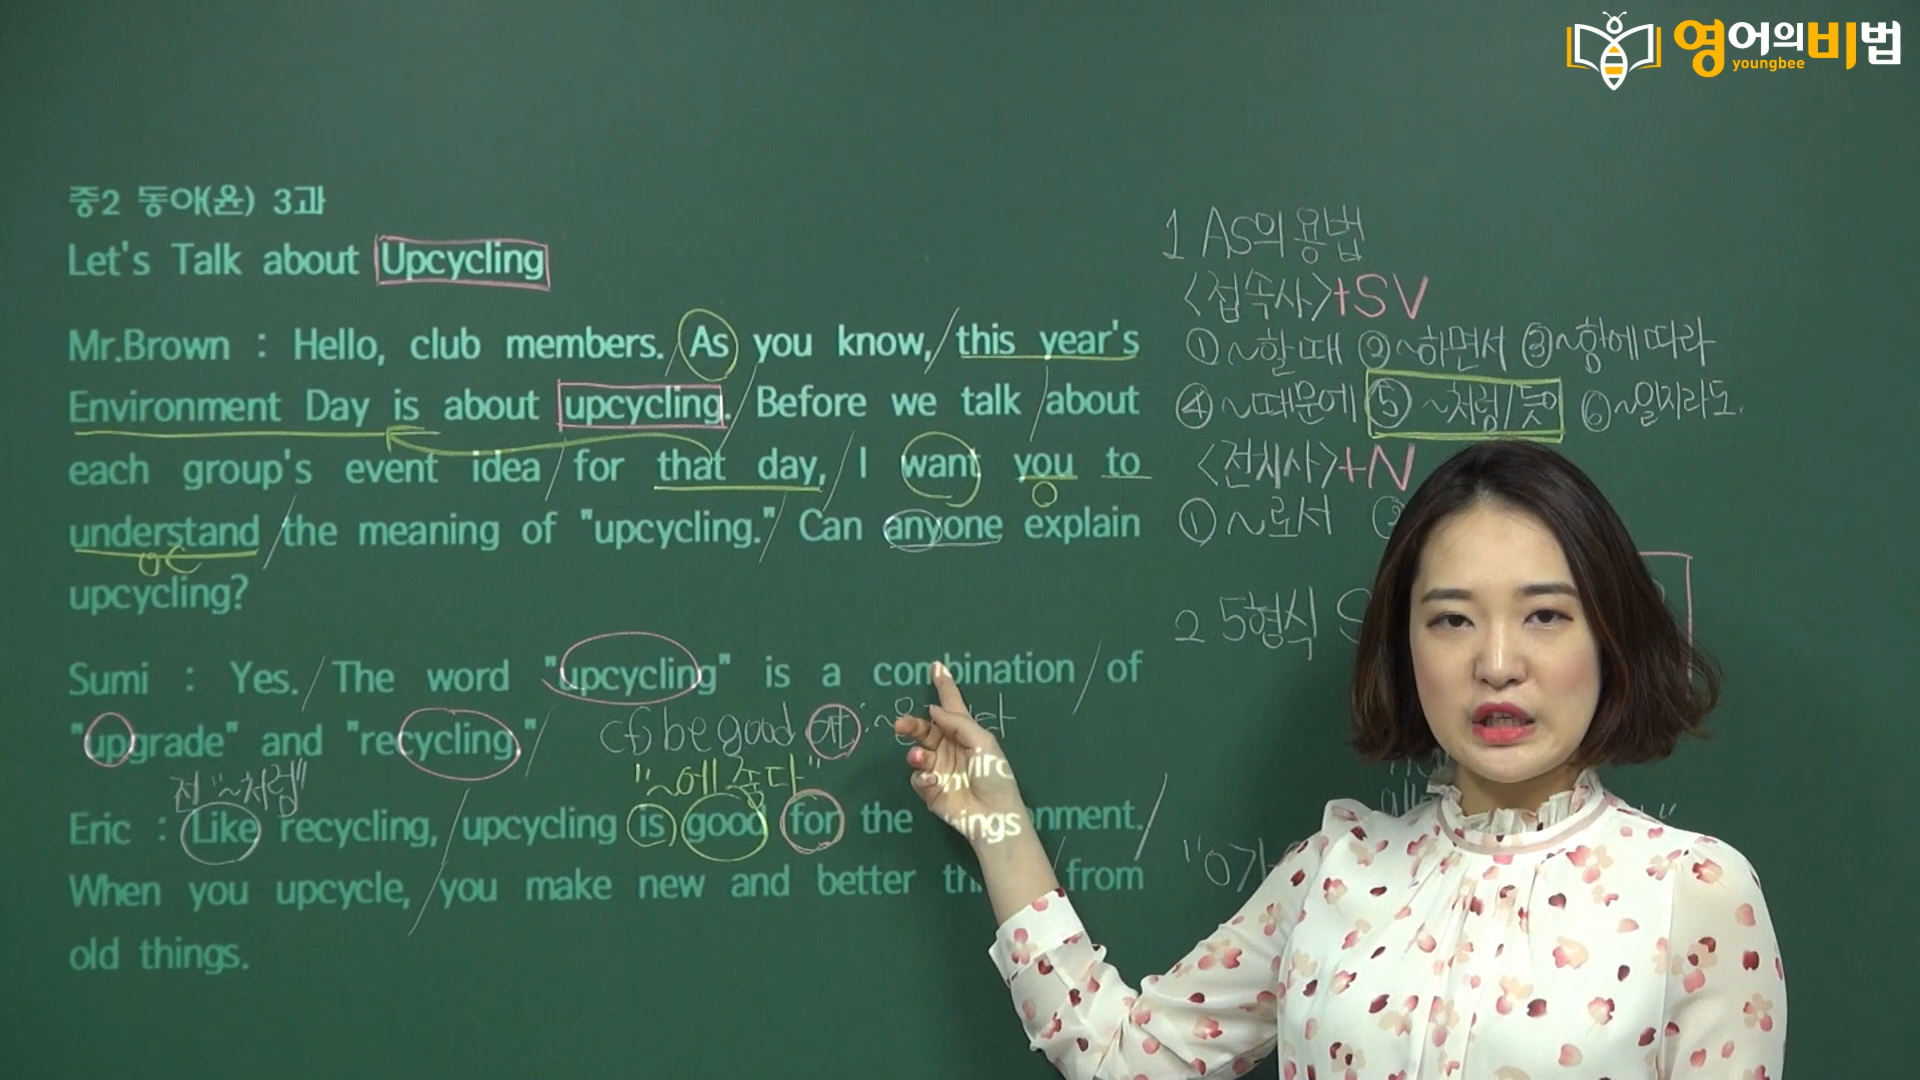 영어의비법
youngbee
중2 동아(윤) 3과
Let's Talk about Upcycling
Mr.Brown : Hello, club members. As you know, this year's
Environment Day is about upcycling. Before we talk about
each group's event idea for that day, I want you to
understand the meaning of "upcycling." Can anyone explain
upcycling?
Sumi : Yes. The word "upcycling" is a combination of
"upgrade" and "recycling."
cf) be good at :
전 "~처럼"
"~에 좋다"
Eric : Like recycling, upcycling is good for the
When you upcycle, you make new and better from
old things.
1 As의 용법
<접속사>+SV
① ~할 때 ② ~하면서 ③ ~함에 따라
④ ~때문에 ⑤ ~처럼/듯이 ⑥ ~일지라도.
<전치사>+N
① ~로서
2. 5형식 S